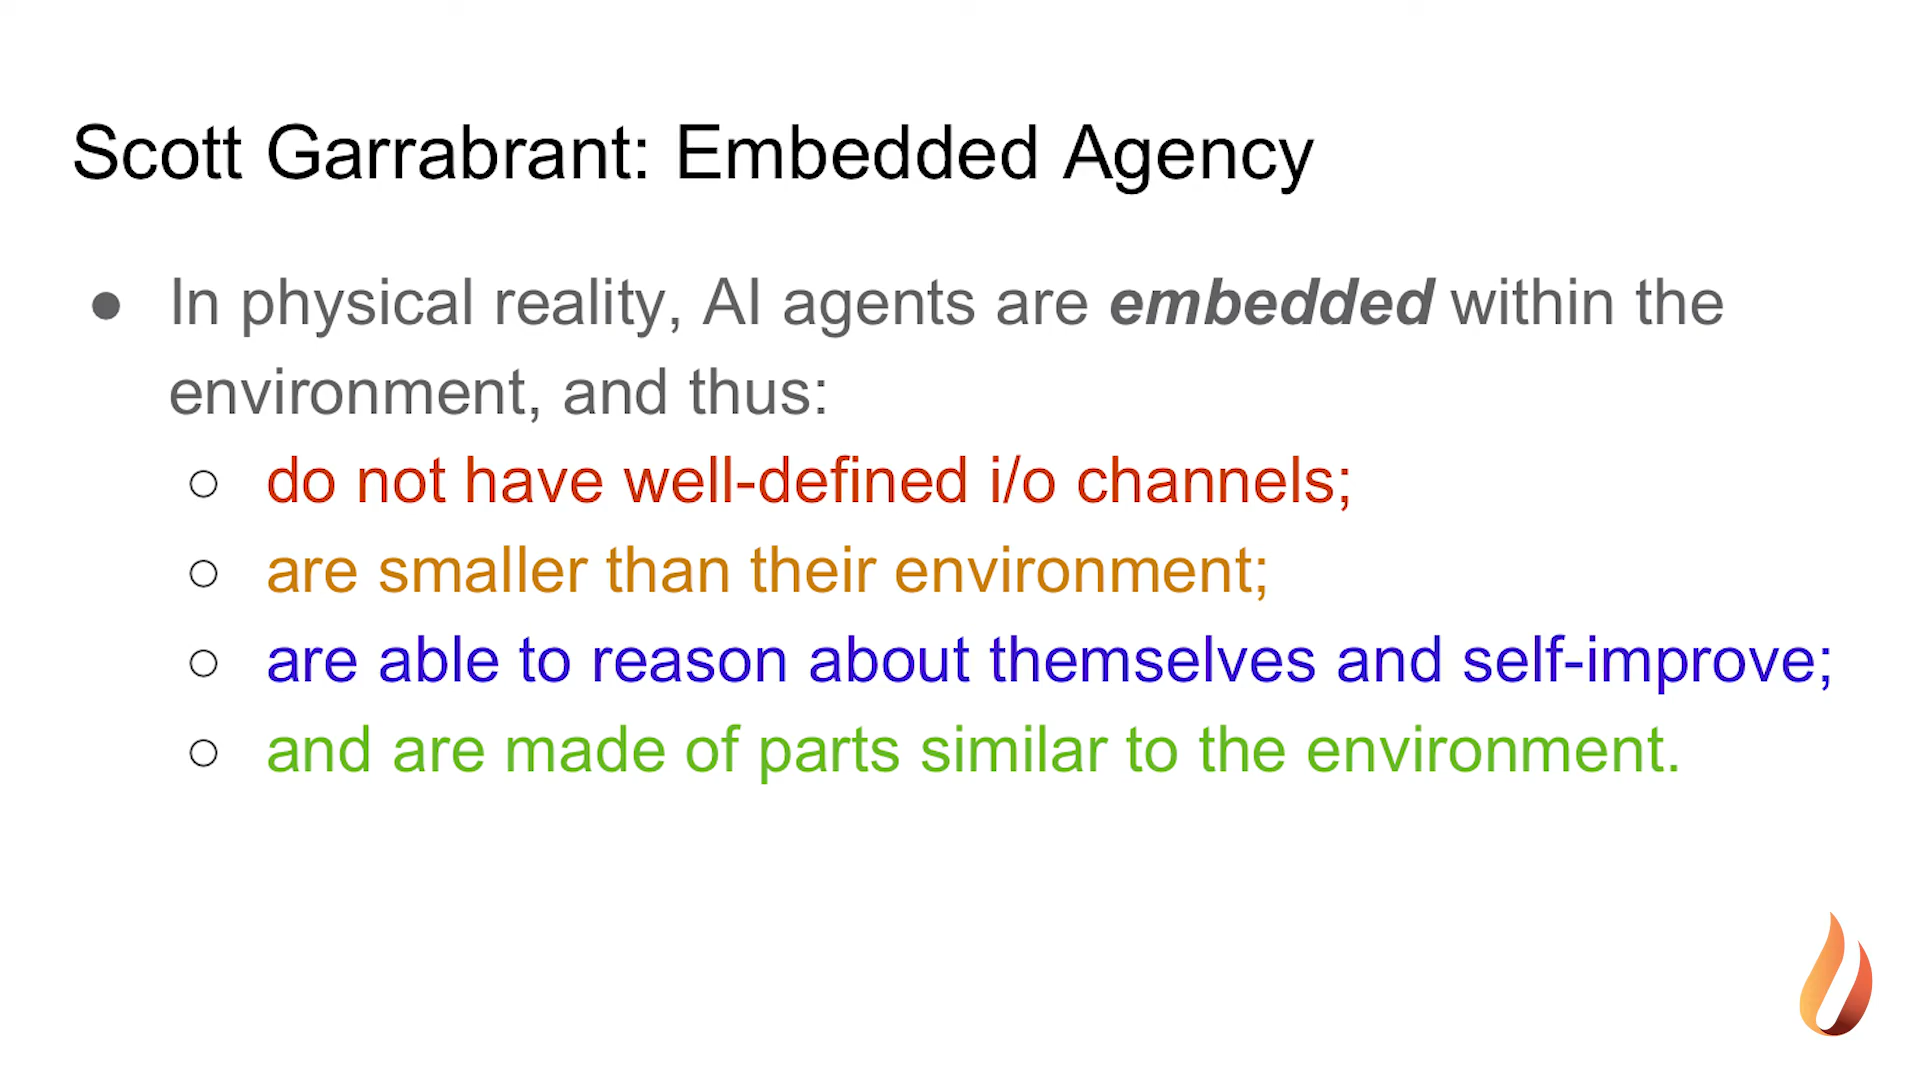 Scott Garrabrant: Embedded Agency
● In physical reality, AI agents are embedded within the
environment, and thus:
○ do not have well-defined i/o channels;
○ are smaller than their environment;
○ are able to reason about themselves and self-improve;
○ and are made of parts similar to the environment.